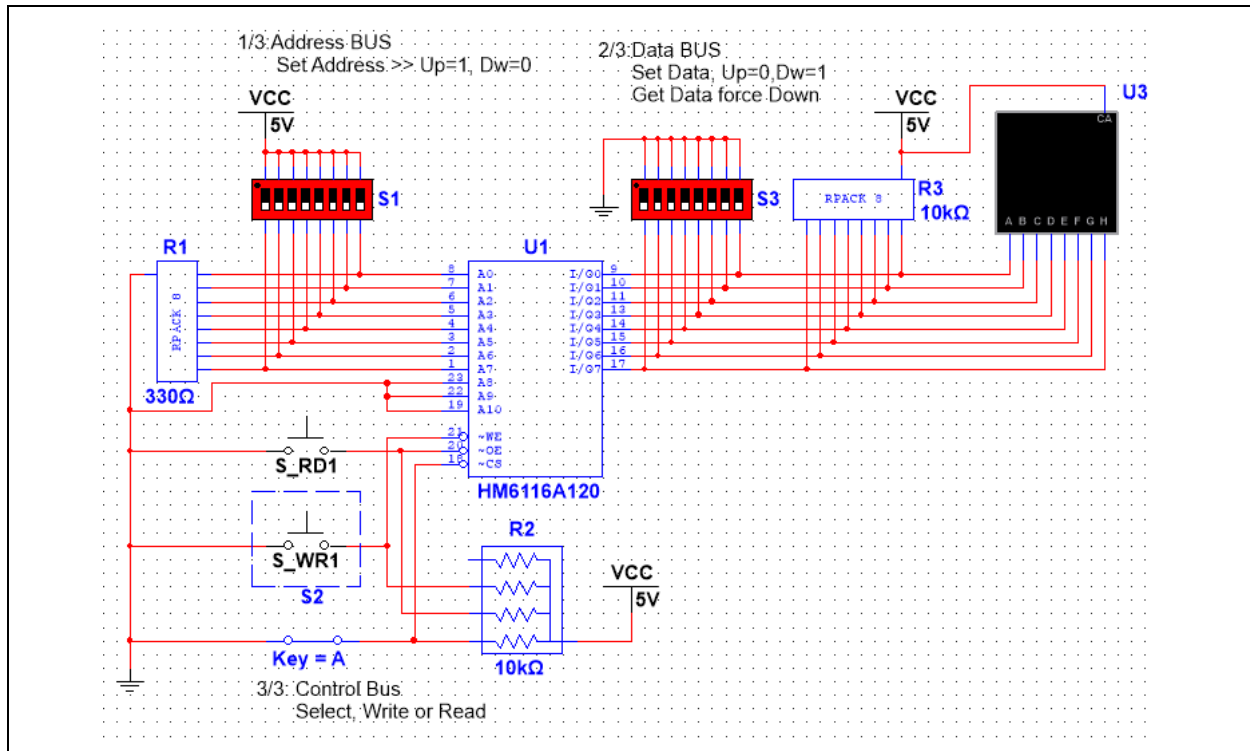 1/3:Address BUS
Set Address >> Up=1, Dw=0
2/3:Data BUS
Set Data, Up=0,Dw=1
Get Data force Down
VCC
5V
VCC
5V
U3
CA
S1
S3
RPACK 8
R3
10kΩ
A B C D E F G H
R1
U1
RPACK 8
330Ω
8 A0 I/O0 9
7 A1 I/O1 10
6 A2 I/O2 11
5 A3 I/O3 13
4 A4 I/O4 14
3 A5 I/O5 15
2 A6 I/O6 16
1 A7 I/O7 17
23 A8
22 A9
19 A10
21 ~WE
20 ~OE
18 ~CS
S_RD1
HM6116A120
R2
S_WR1
S2
VCC
5V
Key = A
10kΩ
3/3: Control Bus
Select, Write or Read